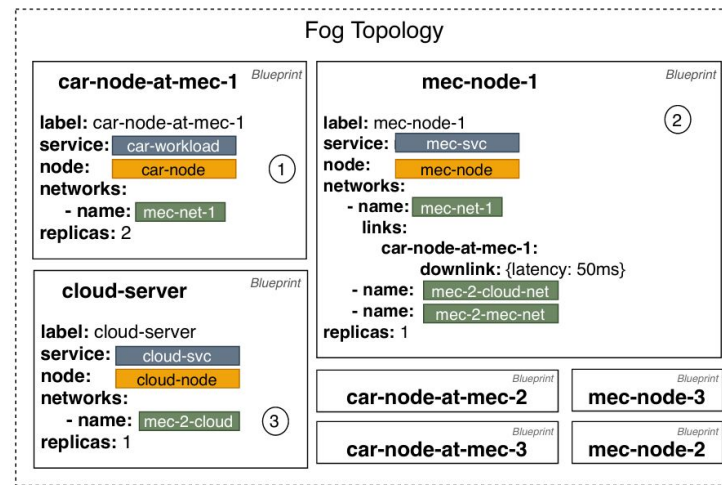 Fog Topology
Blueprint
car-node-at-mec-1
label: car-node-at-mec-1
service: car-workload
node: car-node
networks:
- name: mec-net-1
replicas: 2
1
Blueprint
mec-node-1
label: mec-node-1
service: mec-svc
node: mec-node
networks:
- name: mec-net-1
links:
car-node-at-mec-1:
downlink: {latency: 50ms}
- name: mec-2-cloud-net
- name: mec-2-mec-net
replicas: 1
2
Blueprint
cloud-server
label: cloud-server
service: cloud-svc
node: cloud-node
networks:
- name: mec-2-cloud
replicas: 1
3
Blueprint
car-node-at-mec-2
Blueprint
mec-node-3
Blueprint
car-node-at-mec-3
Blueprint
mec-node-2